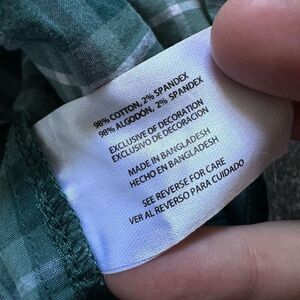 98% COTTON, 2% SPANDEX
98% ALGODÓN, 2% SPANDEX
EXCLUSIVE OF DECORATION
EXCLUSIVO DE DECORACION
MADE IN BANGLADESH
HECHO EN BANGLADESH
SEE REVERSE FOR CARE
VER AL REVERSO PARA CUIDADO